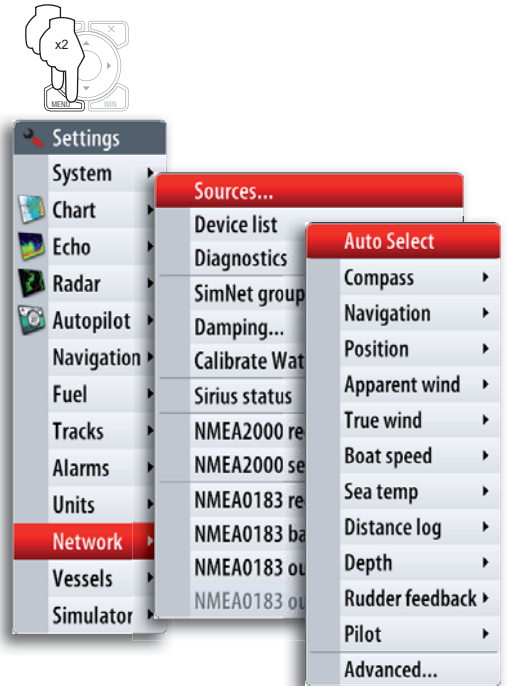 x2
MENU
WIN
Settings
System
Chart
Echo
Radar
Autopilot
Navigation
Fuel
Tracks
Alarms
Units
Network
Vessels
Simulator
Sources...
Device list
Diagnostics
SimNet group
Damping...
Calibrate Wat
Sirius status
NMEA2000 re
NMEA2000 se
NMEA0183 re
NMEA0183 ba
NMEA0183 ou
NMEA0183 ou
Auto Select
Compass
Navigation
Position
Apparent wind
True wind
Boat speed
Sea temp
Distance log
Depth
Rudder feedback
Pilot
Advanced...